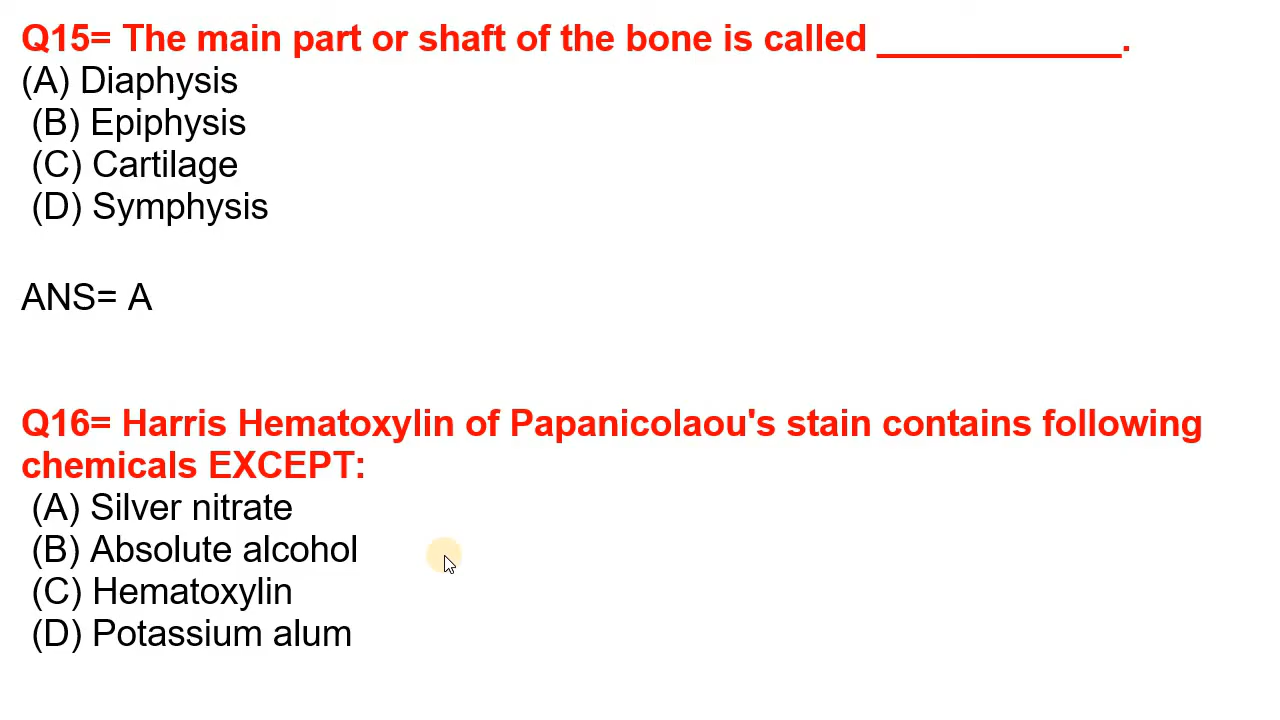 Q15= The main part or shaft of the bone is called ____________.
(A) Diaphysis
(B) Epiphysis
(C) Cartilage
(D) Symphysis
ANS= A
Q16= Harris Hematoxylin of Papanicolaou's stain contains following
chemicals EXCEPT:
(A) Silver nitrate
(B) Absolute alcohol
(C) Hematoxylin
(D) Potassium alum